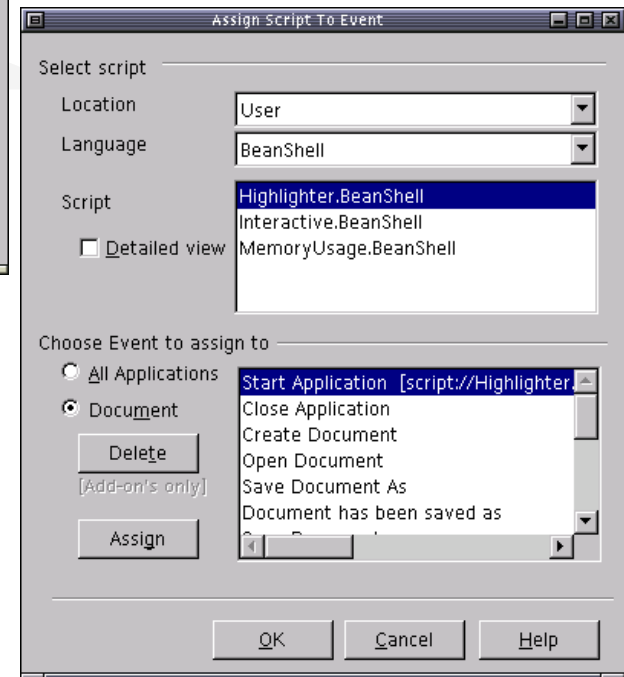 Assign Script To Event
Select script
Location
User
Language
BeanShell
Script
Highlighter.BeanShell
Interactive.BeanShell
Detailed view
MemoryUsage.BeanShell
Choose Event to assign to
All Applications
Document
Delete
[Add-on's only]
Assign
Start Application [script://Highlighter.
Close Application
Create Document
Open Document
Save Document As
Document has been saved as
OK
Cancel
Help